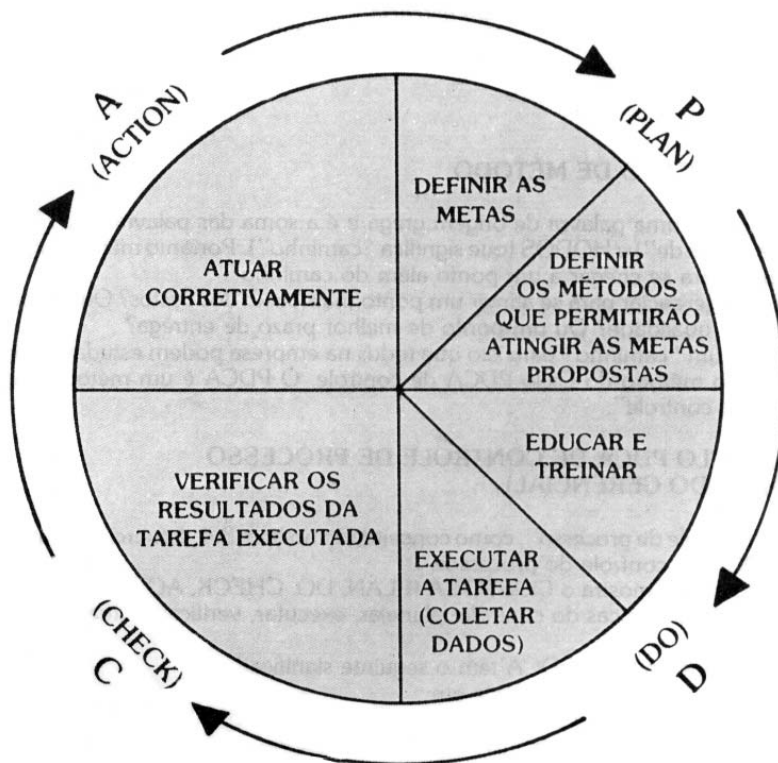 A
(ACTION)
P
(PLAN)
DEFINIR AS
METAS
DEFINIR
OS MÉTODOS
QUE PERMITIRÃO
ATINGIR AS METAS
PROPOSTAS
ATUAR
CORRETIVAMENTE
EDUCAR E
TREINAR
VERIFICAR OS
RESULTADOS DA
TAREFA EXECUTADA
EXECUTAR
A TAREFA
(COLETAR
DADOS)
(CHECK)
C
(DO)
D